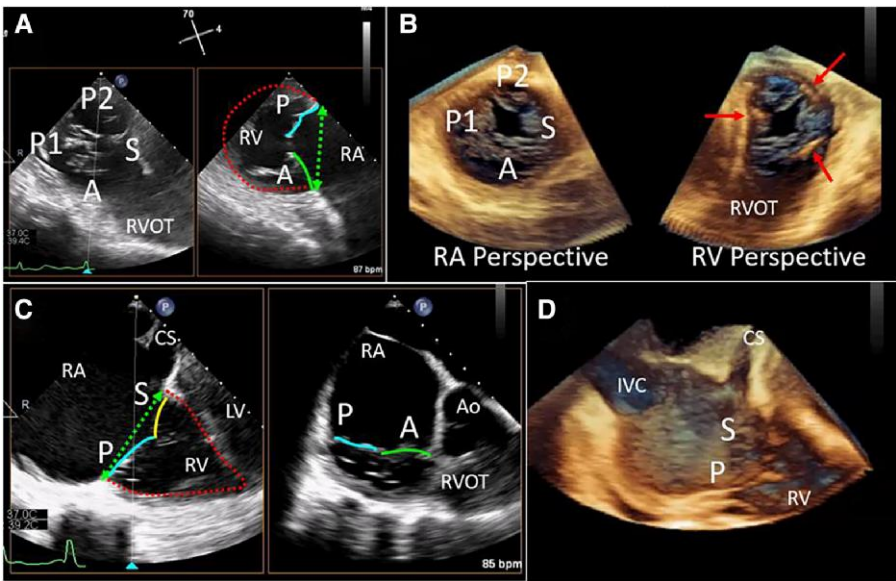 A
70
4
P
P2
P1
S
A
R
RVOT
37.0C
39.4C
P
RV
RA
A
87 bpm
B
P2
P1
S
A
RA Perspective
RVOT
RV Perspective
C
P
CS
RA
S
R
LV
P
RV
37.0C
39.2C
P
RA
P
A
Ao
RVOT
85 bpm
D
CS
IVC
S
P
RV